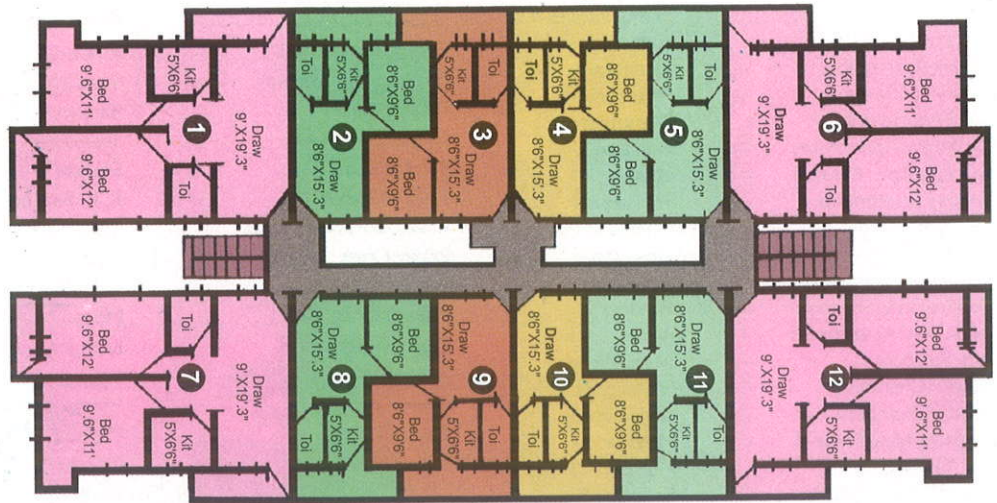 Bed
9'.6"X11'
Kit
5'X6'6"
Draw
9'.X19'.3"
1
Bed
9'.6"X12'
Toi
Toi
Kit
5'X6'6"
Bed
8'6"X9'6"
2
Draw
8'6"X15'.3"
Kit
5'X6'6"
Toi
3
Draw
8'6"X15'.3"
Bed
8'6"X9'6"
Toi
Kit
5'X6'6"
Bed
8'6"X9'6"
4
Draw
8'6"X15'.3"
Kit
5'X6'6"
Toi
5
Draw
8'6"X15'.3"
Bed
8'6"X9'6"
Kit
5'X6'6"
Bed
9'.6"X11'
Draw
9'.X19'.3"
6
Toi
Bed
9'.6"X12'
Bed
9'.6"X12'
Toi
Draw
9'.X19'.3"
7
Bed
9'.6"X11'
Kit
5'X6'6"
Draw
8'6"X15'.3"
Bed
8'6"X9'6"
8
Toi
Kit
5'X6'6"
Draw
8'6"X15'.3"
9
Bed
8'6"X9'6"
Kit
5'X6'6"
Toi
Draw
8'6"X15'.3"
10
Toi
Kit
5'X6'6"
Bed
8'6"X9'6"
Bed
8'6"X9'6"
Draw
8'6"X15'.3"
11
Kit
5'X6'6"
Toi
Toi
Bed
9'.6"X12'
Draw
9'.X19'.3"
12
Kit
5'X6'6"
Bed
9'.6"X11'